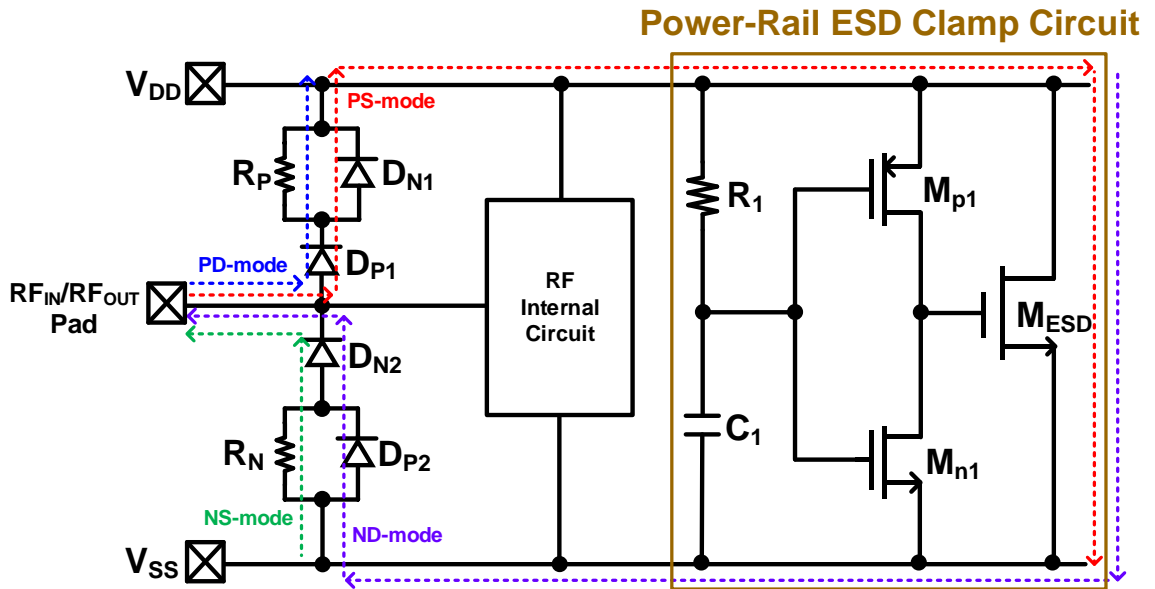 Power-Rail ESD Clamp Circuit
VDD
PS-mode
RP
DN1
R1
Mp1
PD-mode
DP1
RFIN/RFOUT
Pad
RF
Internal
Circuit
MESD
DN2
C1
RN
DP2
Mn1
NS-mode
ND-mode
VSS